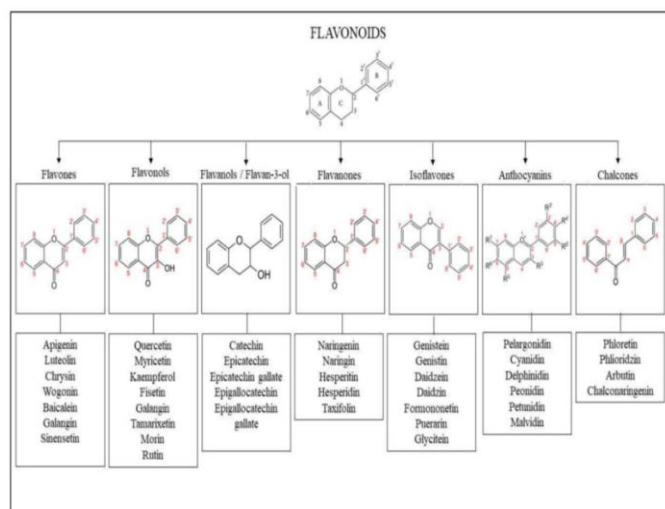 FLAVONOIDS
Flavones
Flavonols
Flavanols / Flavan-3-ol
Flavanones
Isoflavones
Anthocyanins
Chalcones
Apigenin
Luteolin
Chrysin
Wogonin
Baicalein
Galangin
Sinensetin
Quercetin
Myricetin
Kaempferol
Fisetin
Galangin
Tamarixetin
Morin
Rutin
Catechin
Epicatechin
Epicatechin gallate
Epigallocatechin
Epigallocatechin
gallate
Naringenin
Naringin
Hesperitin
Hesperidin
Taxifolin
Genistein
Genistin
Daidzein
Daidzin
Formononetin
Puerarin
Glycitein
Pelargonidin
Cyanidin
Delphinidin
Peonidin
Petunidin
Malvidin
Phloretin
Phlioridzin
Arbutin
Chalconaringenin